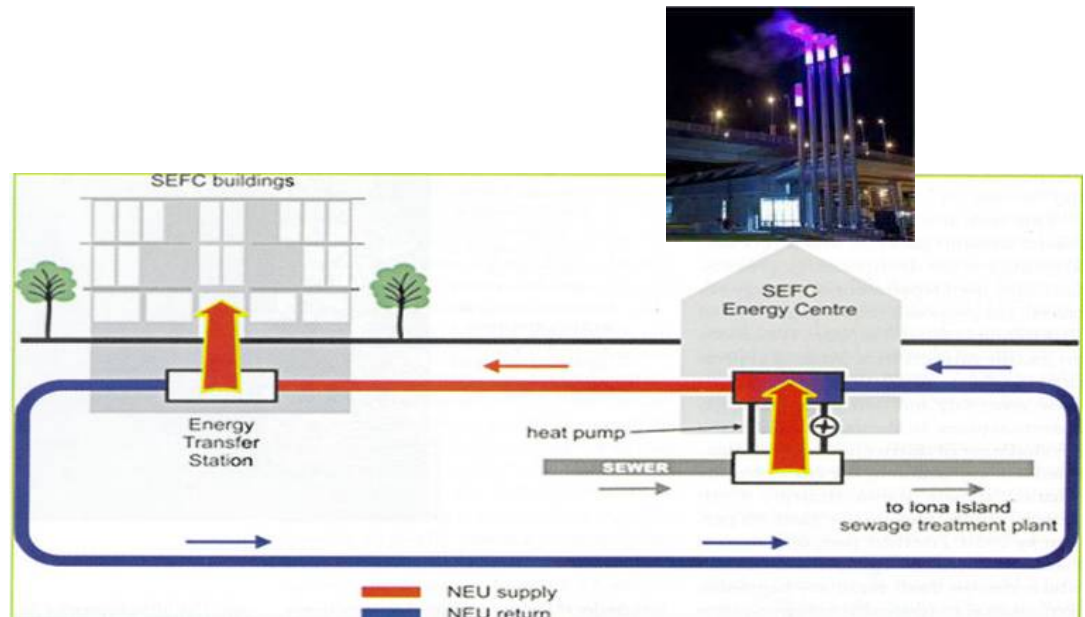 SEFC buildings
SEFC
Energy Centre
Energy
Transfer
Station
heat pump
SEWER
to Iona Island
sewage treatment plant
NEU supply
NEU return